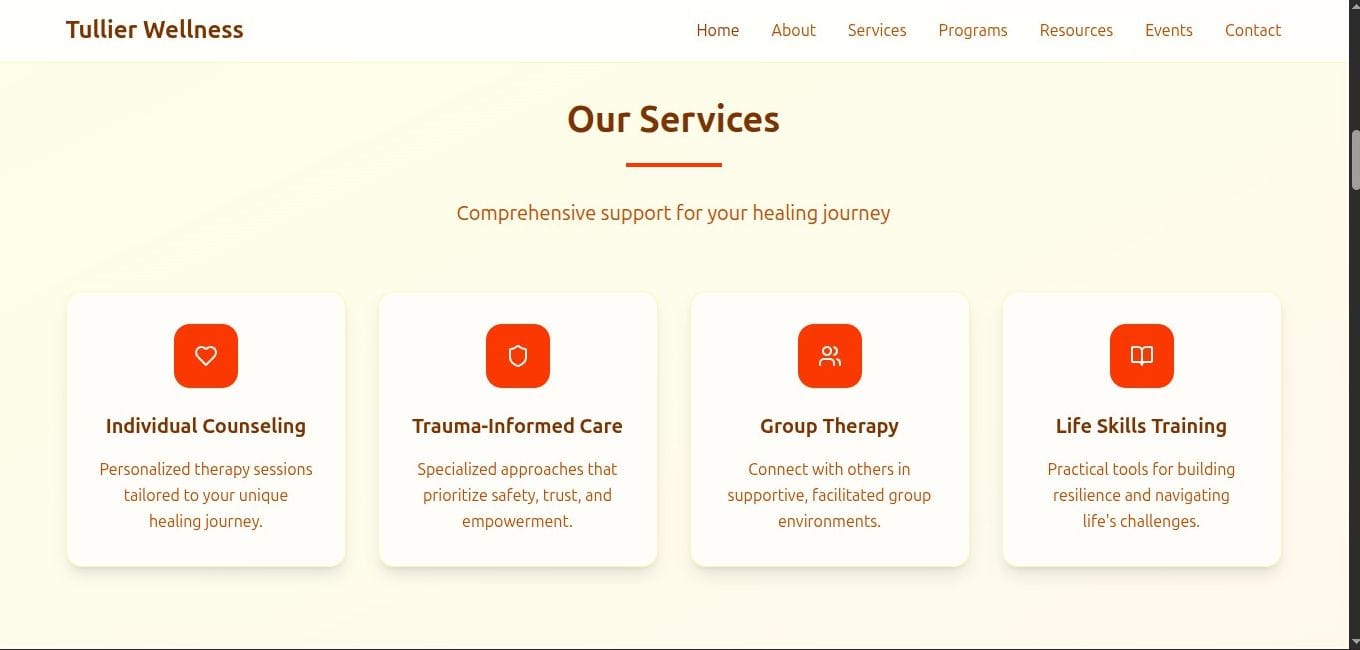 Tullier Wellness
Home About Services Programs Resources Events Contact
Our Services
Comprehensive support for your healing journey
Individual Counseling
Personalized therapy sessions
tailored to your unique
healing journey.
Trauma-Informed Care
Specialized approaches that
prioritize safety, trust, and
empowerment.
Group Therapy
Connect with others in
supportive, facilitated group
environments.
Life Skills Training
Practical tools for building
resilience and navigating
life's challenges.